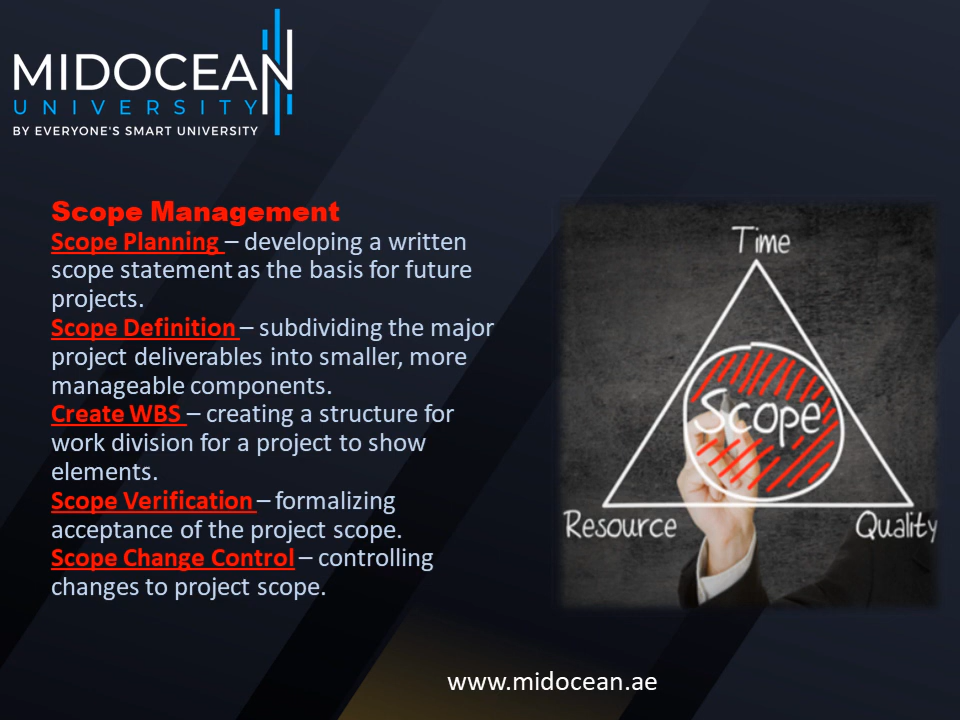 MIDOCEAN
UNIVERSITY
BY EVERYONE'S SMART UNIVERSITY
Scope Management
Scope Planning – developing a written
scope statement as the basis for future
projects.
Scope Definition – subdividing the major
project deliverables into smaller, more
manageable components.
Create WBS – creating a structure for
work division for a project to show
elements.
Scope Verification – formalizing
acceptance of the project scope.
Scope Change Control – controlling
changes to project scope.
Time
Scope
Resource
Quality
www.midocean.ae